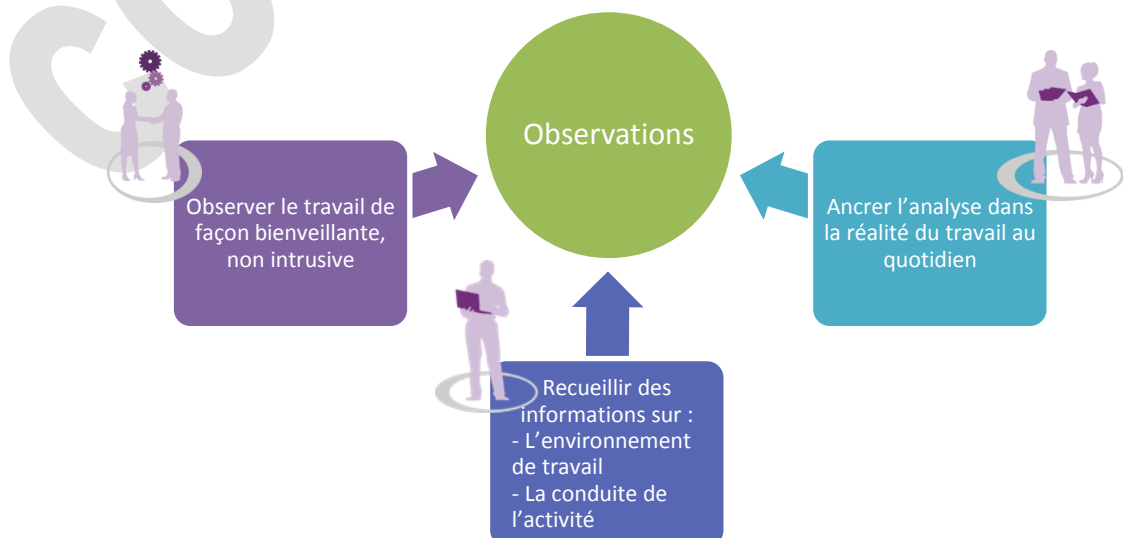 Observations
Observer le travail de
façon bienveillante,
non intrusive
Ancrer l’analyse dans
la réalité du travail au
quotidien
Recueillir des
informations sur :
- L’environnement
de travail
- La conduite de
l’activité